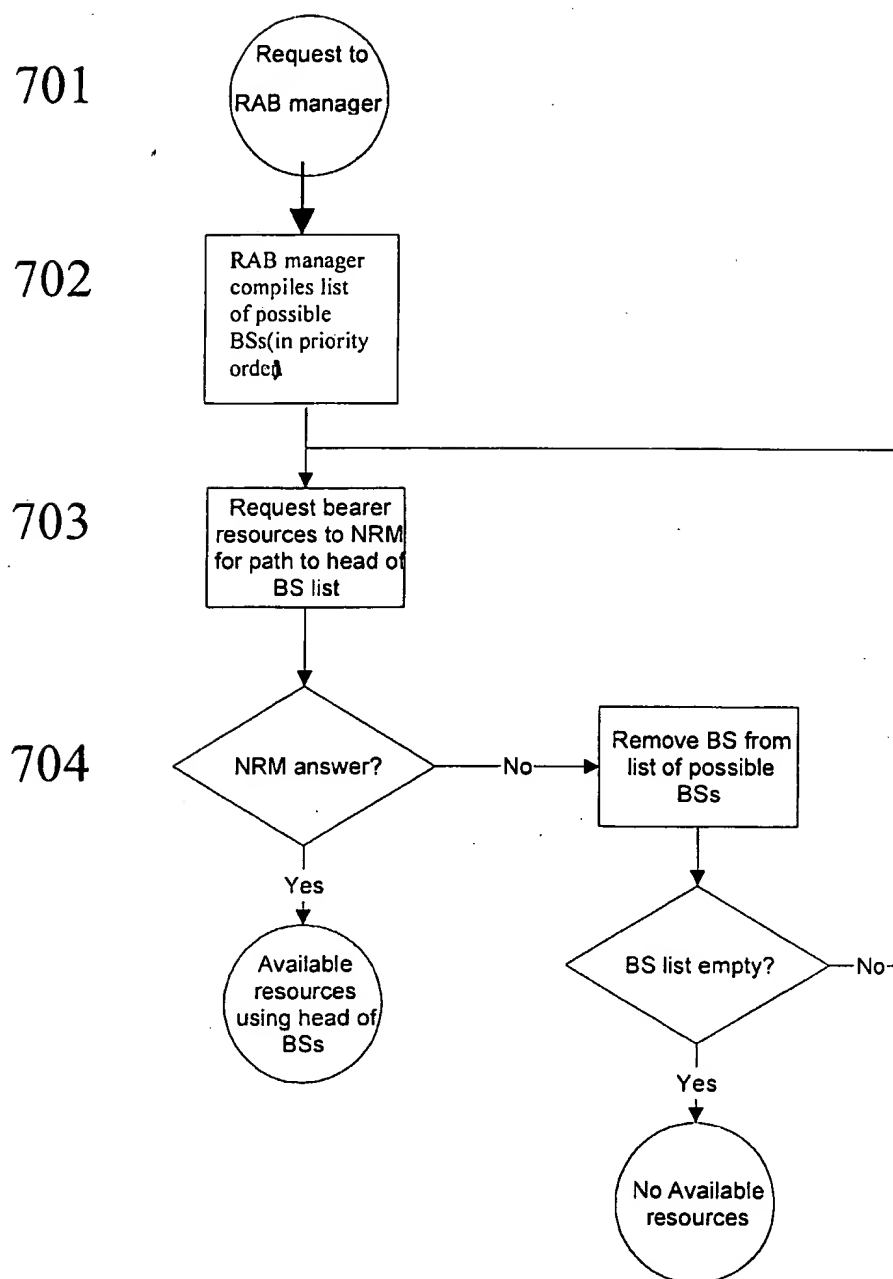 701
Request to
RAB manager
702
RAB manager
compiles list
of possible
BSs(in priority
order)
703
Request bearer
resources to NRM
for path to head of
BS list
704
NRM answer?
No
Remove BS from
list of possible
BSs
Yes
Available
resources
using head of
BSs
BS list empty?
No
Yes
No Available
resources